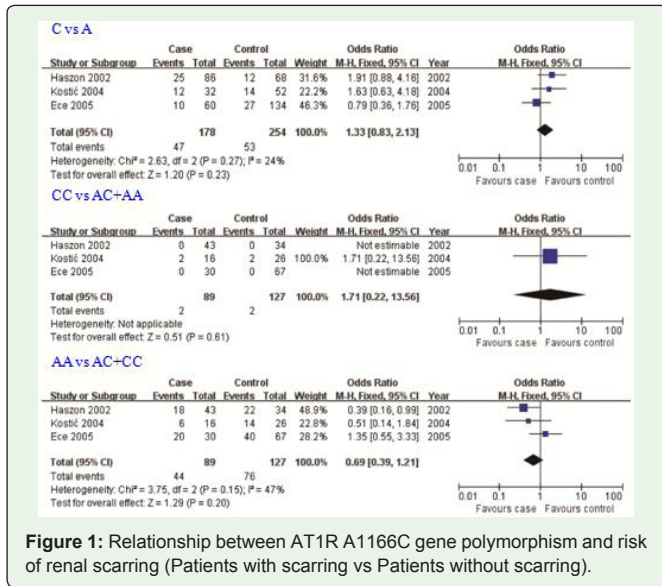 C vs A
Case Control Odds Ratio Odds Ratio
Study or Subgroup Events Total Events Total Weight M-H, Fixed, 95% CI Year M-H, Fixed, 95% CI
Haszon 2002 25 86 12 68 31.6% 1.91 [0.88, 4.16] 2002
Kostić 2004 12 32 14 52 22.2% 1.63 [0.63, 4.18] 2004
Ece 2005 10 60 27 134 46.3% 0.79 [0.36, 1.76] 2005
Total (95% CI) 178 254 100.0% 1.33 [0.83, 2.13]
Total events 47 53
Heterogeneity: Chi² = 2.63, df = 2 (P = 0.27); I² = 24%
Test for overall effect: Z = 1.20 (P = 0.23)
0.01 0.1 1 10 100
Favours case Favours control
CC vs AC+AA
Case Control Odds Ratio Odds Ratio
Study or Subgroup Events Total Events Total Weight M-H, Fixed, 95% CI Year M-H, Fixed, 95% CI
Haszon 2002 0 43 0 34 Not estimable 2002
Kostić 2004 2 16 2 26 100.0% 1.71 [0.22, 13.56] 2004
Ece 2005 0 30 0 67 Not estimable 2005
Total (95% CI) 89 127 100.0% 1.71 [0.22, 13.56]
Total events 2 2
Heterogeneity: Not applicable
Test for overall effect: Z = 0.51 (P = 0.61)
0.01 0.1 1 10 100
Favours case Favours control
AA vs AC+CC
Case Control Odds Ratio Odds Ratio
Study or Subgroup Events Total Events Total Weight M-H, Fixed, 95% CI Year M-H, Fixed, 95% CI
Haszon 2002 18 43 22 34 48.9% 0.39 [0.16, 0.99] 2002
Kostić 2004 6 16 14 26 22.8% 0.51 [0.14, 1.84] 2004
Ece 2005 20 30 40 67 28.2% 1.35 [0.55, 3.33] 2005
Total (95% CI) 89 127 100.0% 0.69 [0.39, 1.21]
Total events 44 76
Heterogeneity: Chi² = 3.75, df = 2 (P = 0.15); I² = 47%
Test for overall effect: Z = 1.29 (P = 0.20)
0.01 0.1 1 10 100
Favours case Favours control
Figure 1: Relationship between AT1R A1166C gene polymorphism and risk
of renal scarring (Patients with scarring vs Patients without scarring).